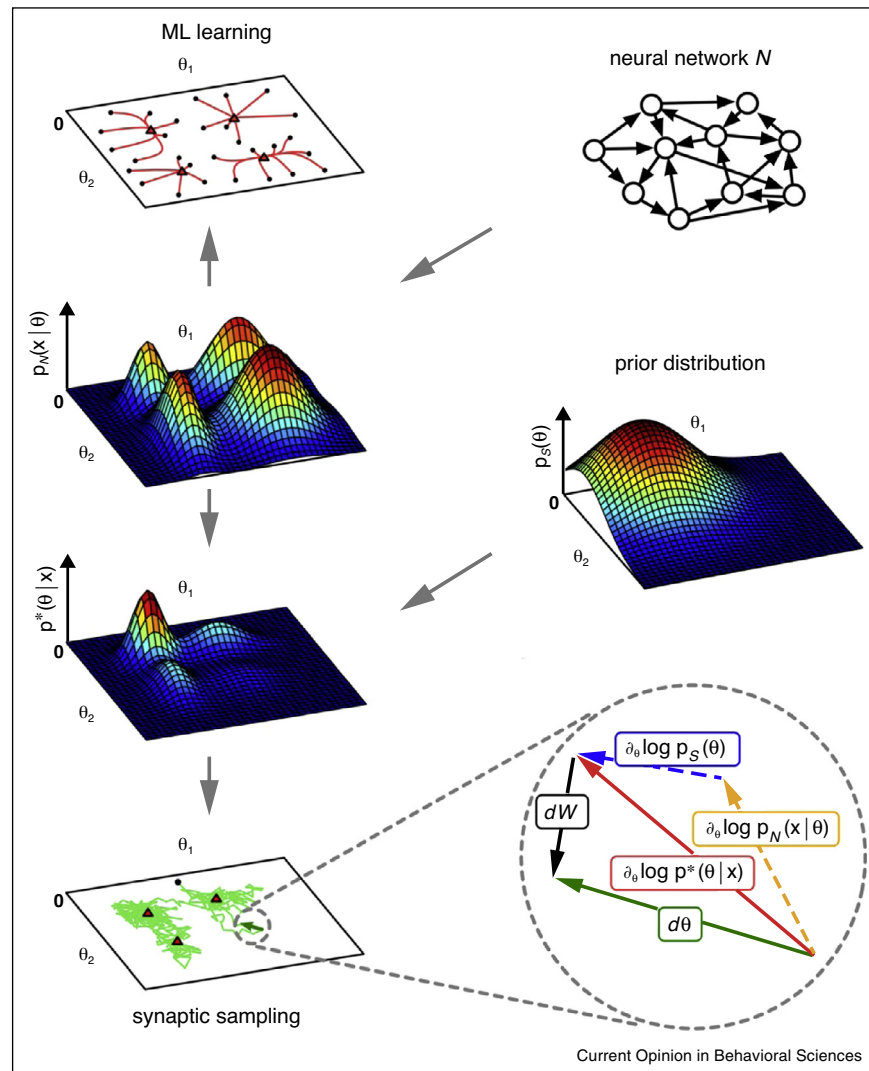 ML learning
neural network N
θ1
0
θ2
pN(x | θ)
θ1
0
θ2
prior distribution
pS(θ)
θ1
0
θ2
p*(θ | x)
θ1
0
θ2
∂θ log pS(θ)
dW
∂θ log pN(x | θ)
∂θ log p*(θ | x)
dθ
θ1
0
θ2
synaptic sampling
Current Opinion in Behavioral Sciences